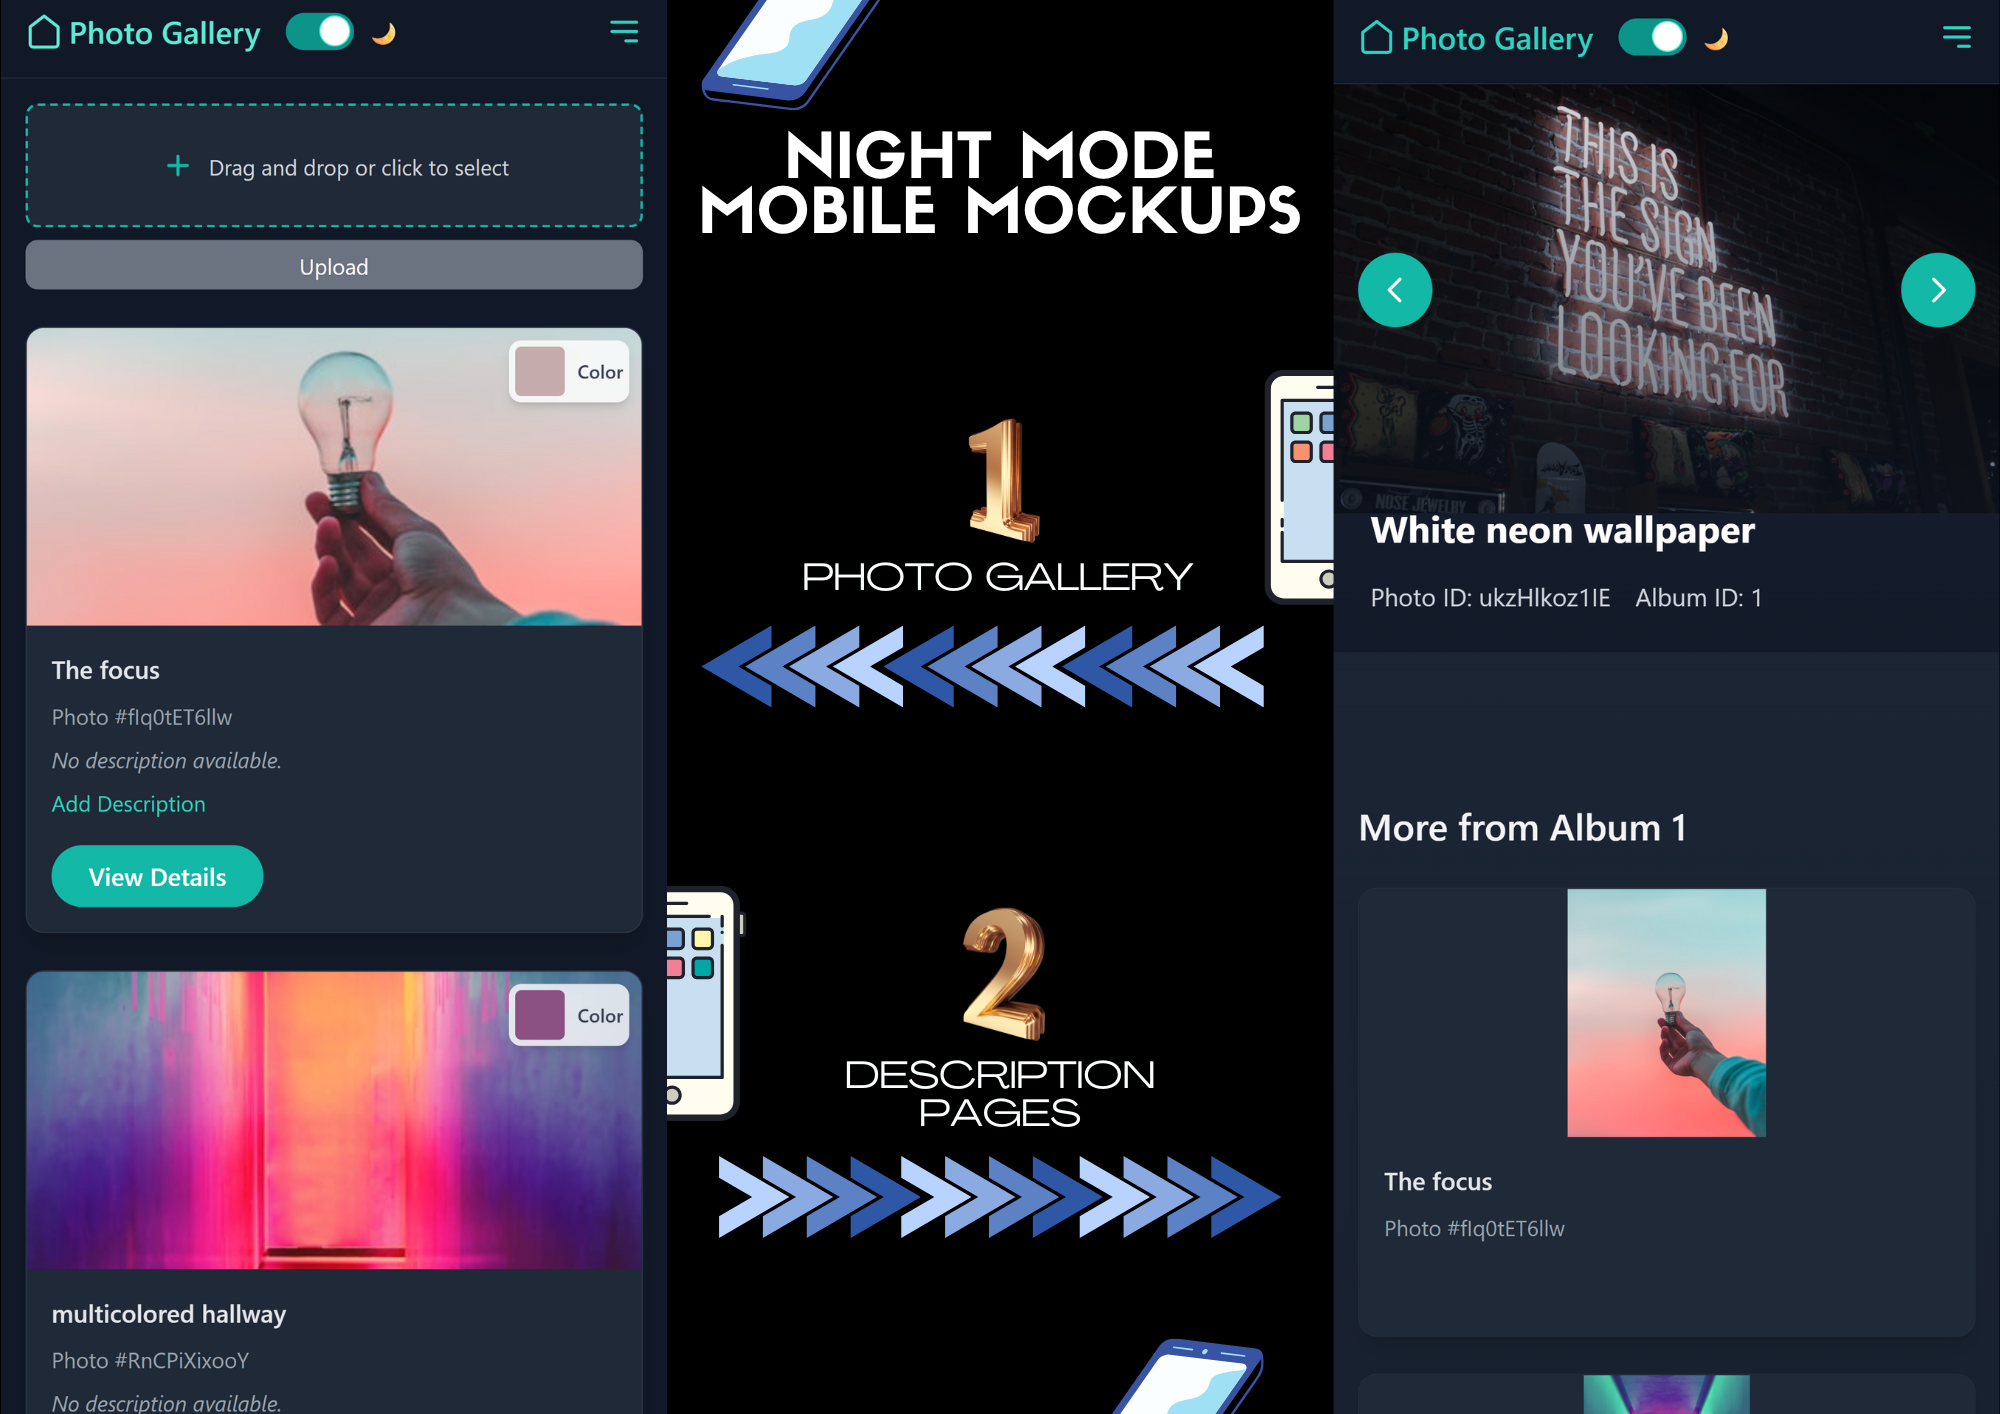 Photo Gallery
Drag and drop or click to select
Upload
Color
The focus
Photo #flq0tET6llw
No description available.
Add Description
View Details
Color
multicolored hallway
Photo #RnCPiXixooY
No description available.
NIGHT MODE
MOBILE MOCKUPS
1
PHOTO GALLERY
2
DESCRIPTION
PAGES
Photo Gallery
THIS IS
THE SIGN
YOU'VE BEEN
LOOKING FOR
NOSE JEWELRY
White neon wallpaper
Photo ID: ukzHlkoz1IE Album ID: 1
More from Album 1
The focus
Photo #flq0tET6llw